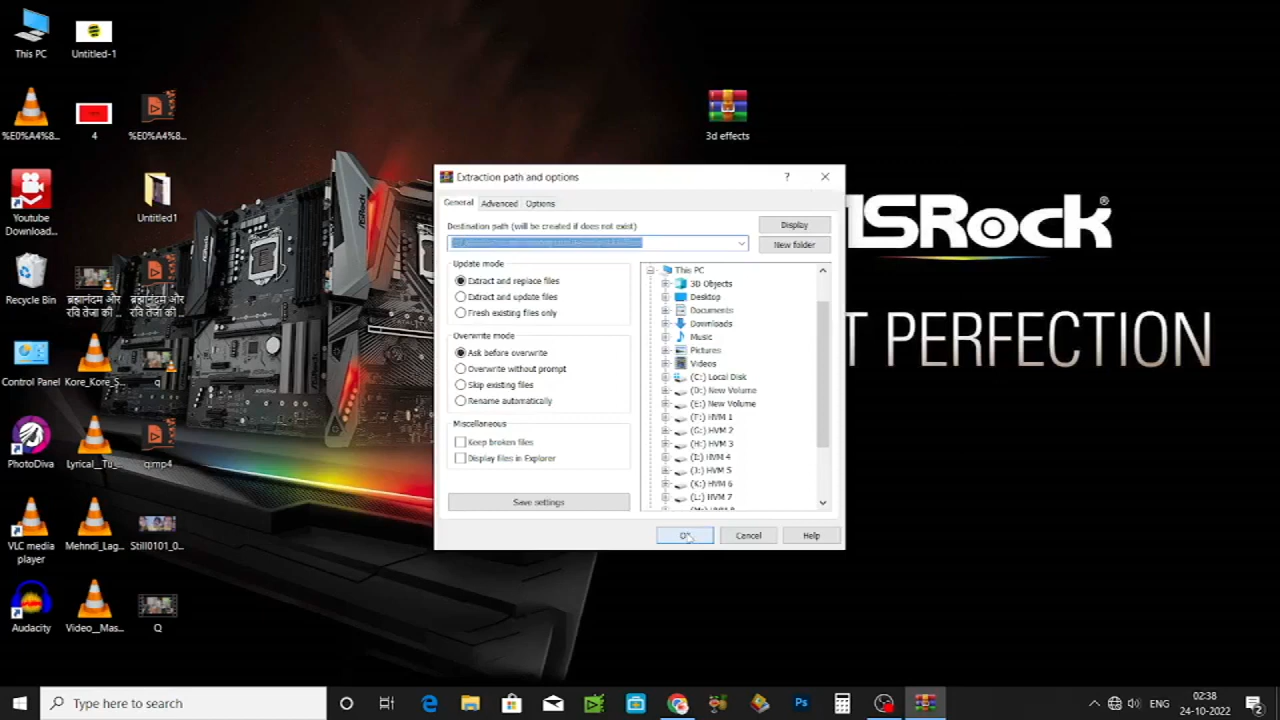 This PC
Untitled-1
%E0%A4%8...
4
%E0%A4%8...
3d effects
Youtube
Download...
Untitled1
Recycle Bin
ब्रह्मानंदम और
रवि तेजा की ...
ब्रह्मानंदम और
रवि तेजा की ...
Control Panel
Kore_Kore_S...
q
PhotoDiva
Lyrical__Tu_...
q.mp4
VLC media
player
Mehndi_Lag...
Still0101_0...
Audacity
Video__Mas...
Q
ASRock
ASRock®
T PERFECTION
Extraction path and options
?
General
Advanced
Options
Destination path (will be created if does not exist)
Display
New folder
Update mode
Extract and replace files
Extract and update files
Fresh existing files only
Overwrite mode
Ask before overwrite
Overwrite without prompt
Skip existing files
Rename automatically
Miscellaneous
Keep broken files
Display files in Explorer
Save settings
This PC
3D Objects
Desktop
Documents
Downloads
Music
Pictures
Videos
(C:) Local Disk
(D:) New Volume
(E:) New Volume
(F:) HVM 1
(G:) HVM 2
(H:) HVM 3
(I:) HVM 4
(J:) HVM 5
(K:) HVM 6
(L:) HVM 7
OK
Cancel
Help
Type here to search
Ps
ENG
02:38
24-10-2022
2